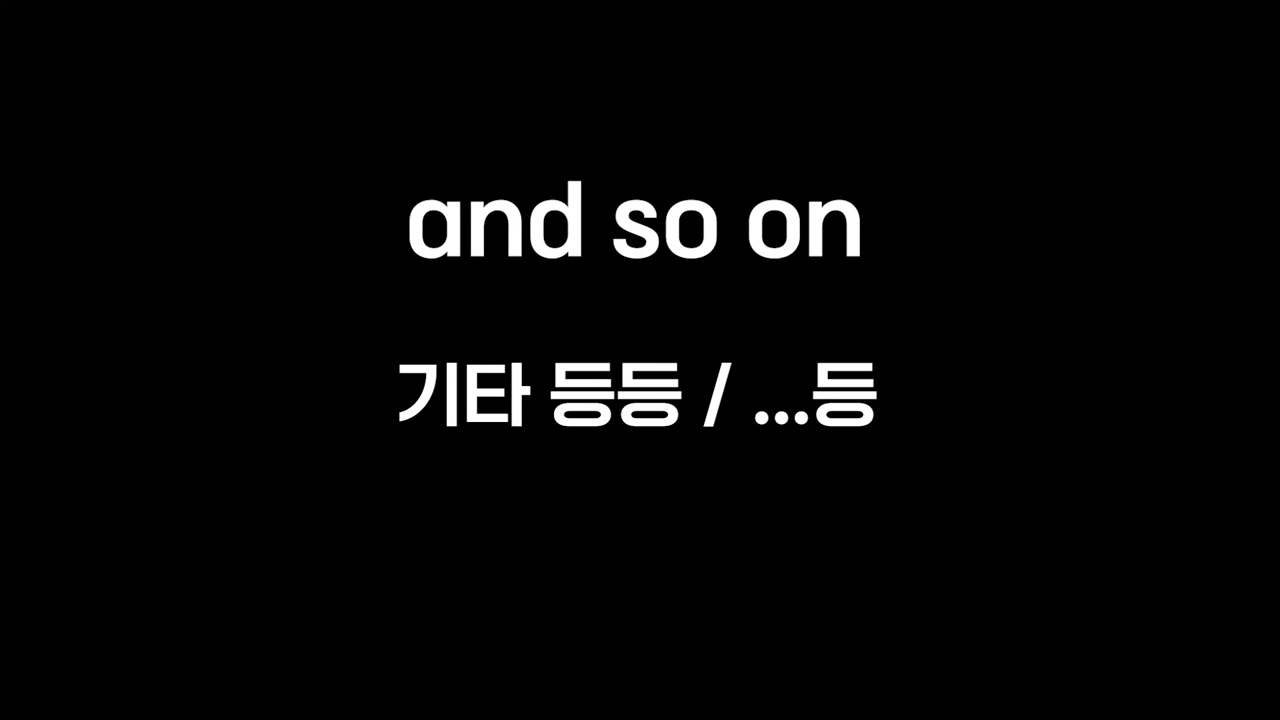 and so on
기타 등등 / ...등